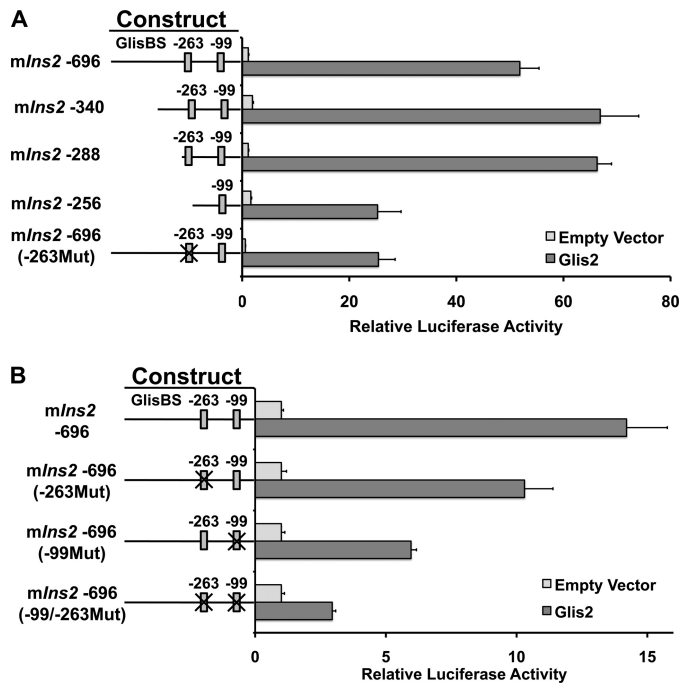 A
Construct
GlisBS -263 -99
mIns2 -696
-263 -99
mIns2 -340
-263 -99
mIns2 -288
-99
mIns2 -256
mIns2 -696
(-263Mut)
-263 -99
Empty Vector
Glis2
0 20 40 60 80
Relative Luciferase Activity
B
Construct
GlisBS -263 -99
mIns2
-696
-263 -99
mIns2 -696
(-263Mut)
-263 -99
mIns2 -696
(-99Mut)
-263 -99
mIns2 -696
(-99/-263Mut)
Empty Vector
Glis2
0 5 10 15
Relative Luciferase Activity